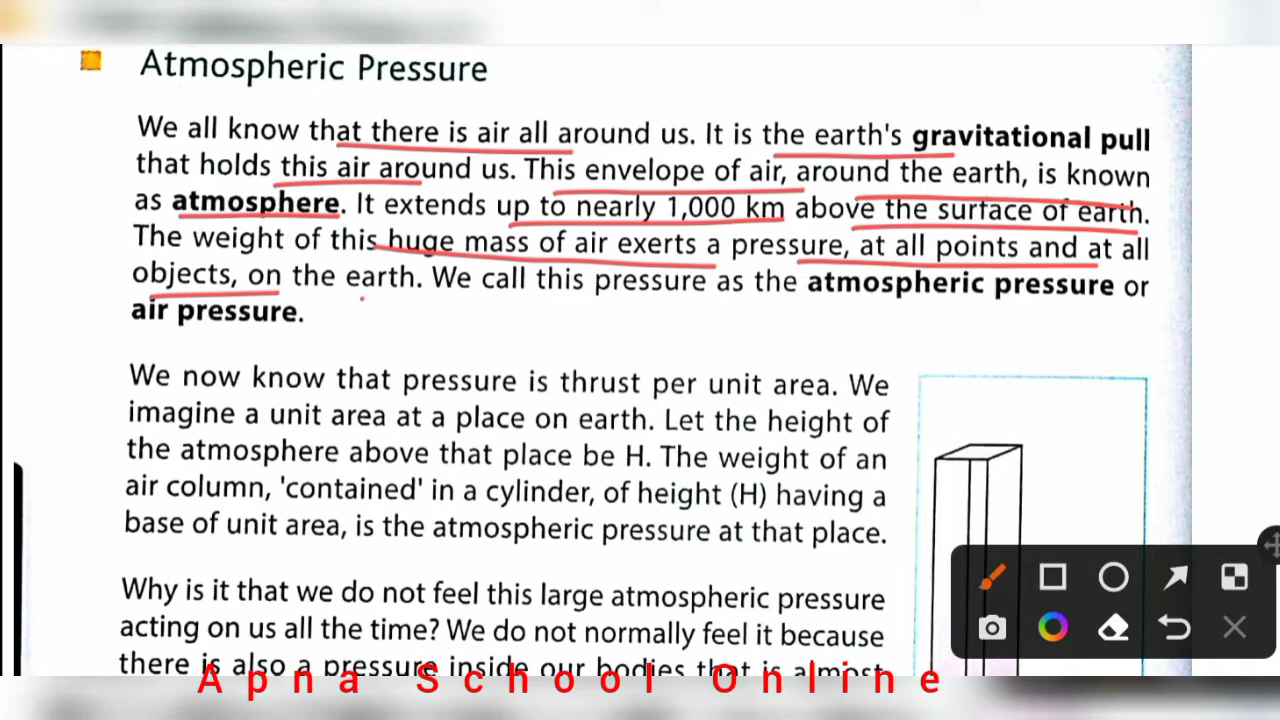 Atmospheric Pressure
We all know that there is air all around us. It is the earth's gravitational pull
that holds this air around us. This envelope of air, around the earth, is known
as atmosphere. It extends up to nearly 1,000 km above the surface of earth.
The weight of this huge mass of air exerts a pressure, at all points and at all
objects, on the earth. We call this pressure as the atmospheric pressure or
air pressure.
We now know that pressure is thrust per unit area. We
imagine a unit area at a place on earth. Let the height of
the atmosphere above that place be H. The weight of an
air column, 'contained' in a cylinder, of height (H) having a
base of unit area, is the atmospheric pressure at that place.
Why is it that we do not feel this large atmospheric pressure
acting on us all the time? We do not normally feel it because
there is also a pressure inside our bodies that is almost
Apna School Online